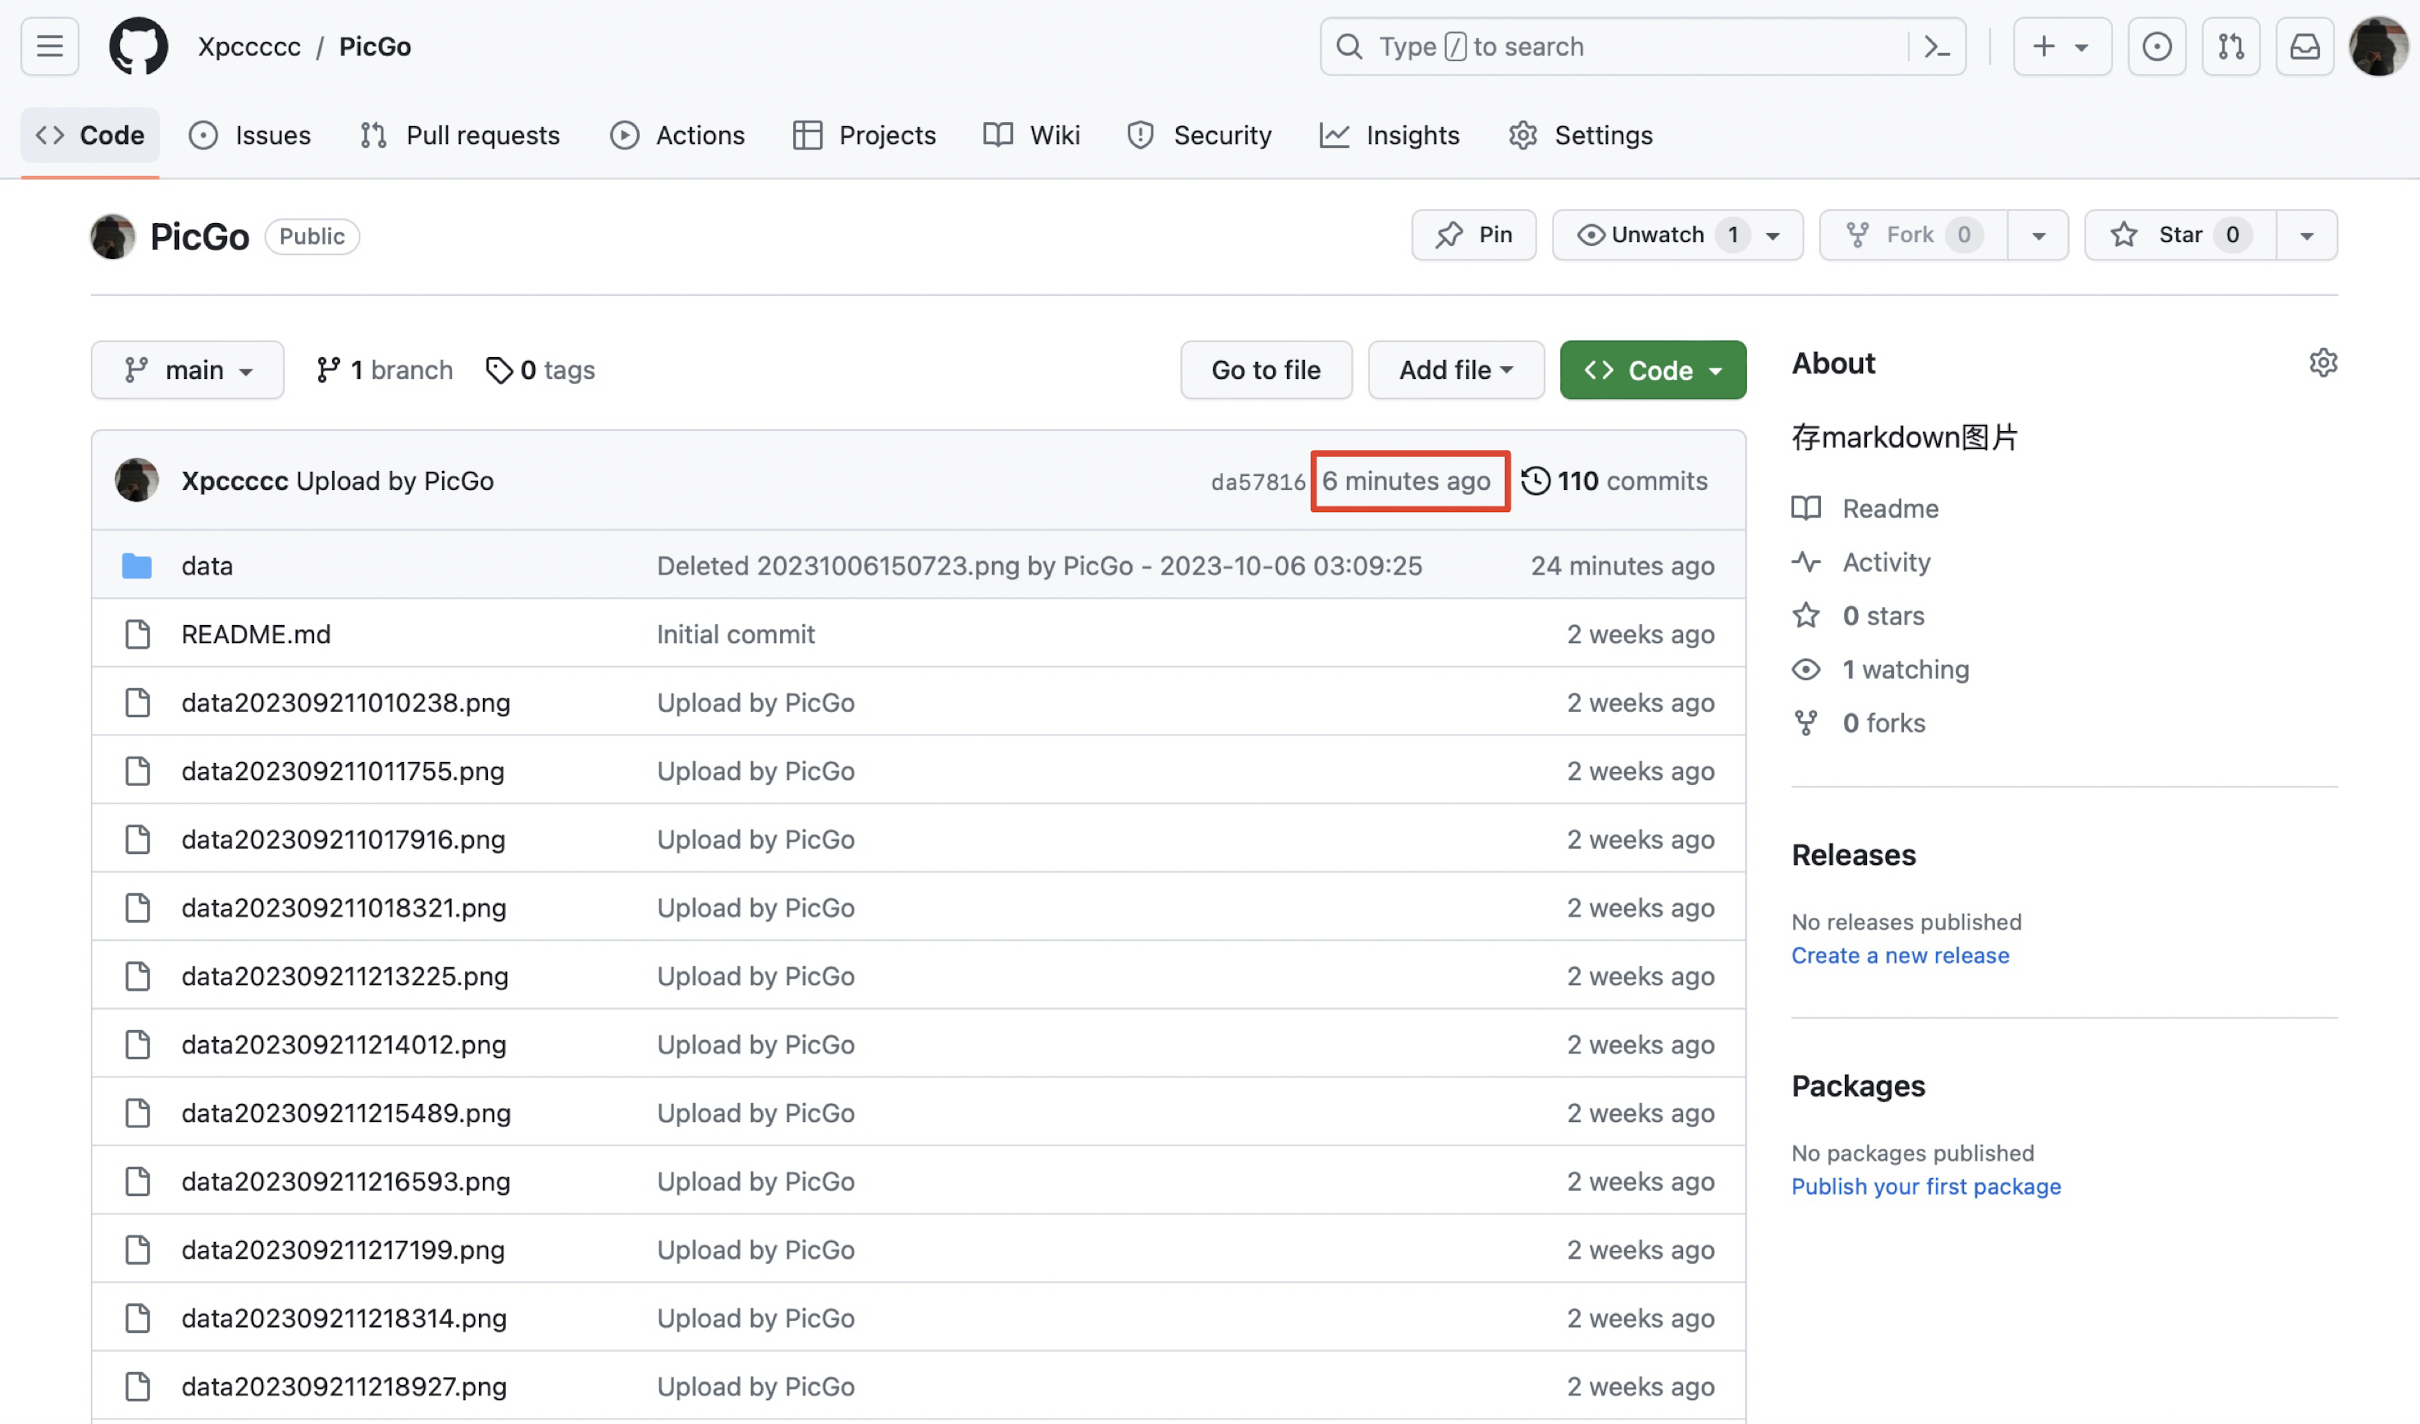 Xpccccc / PicGo
Type / to search
Code Issues Pull requests Actions Projects Wiki Security Insights Settings
PicGo Public
Pin Unwatch 1 Fork 0 Star 0
main 1 branch 0 tags
Go to file Add file Code
Xpccccc Upload by PicGo da57816 6 minutes ago 110 commits
data Deleted 20231006150723.png by PicGo - 2023-10-06 03:09:25 24 minutes ago
README.md Initial commit 2 weeks ago
data202309211010238.png Upload by PicGo 2 weeks ago
data202309211011755.png Upload by PicGo 2 weeks ago
data202309211017916.png Upload by PicGo 2 weeks ago
data202309211018321.png Upload by PicGo 2 weeks ago
data202309211213225.png Upload by PicGo 2 weeks ago
data202309211214012.png Upload by PicGo 2 weeks ago
data202309211215489.png Upload by PicGo 2 weeks ago
data202309211216593.png Upload by PicGo 2 weeks ago
data202309211217199.png Upload by PicGo 2 weeks ago
data202309211218314.png Upload by PicGo 2 weeks ago
data202309211218927.png Upload by PicGo 2 weeks ago
About
存markdown图片
Readme
Activity
0 stars
1 watching
0 forks
Releases
No releases published
Create a new release
Packages
No packages published
Publish your first package